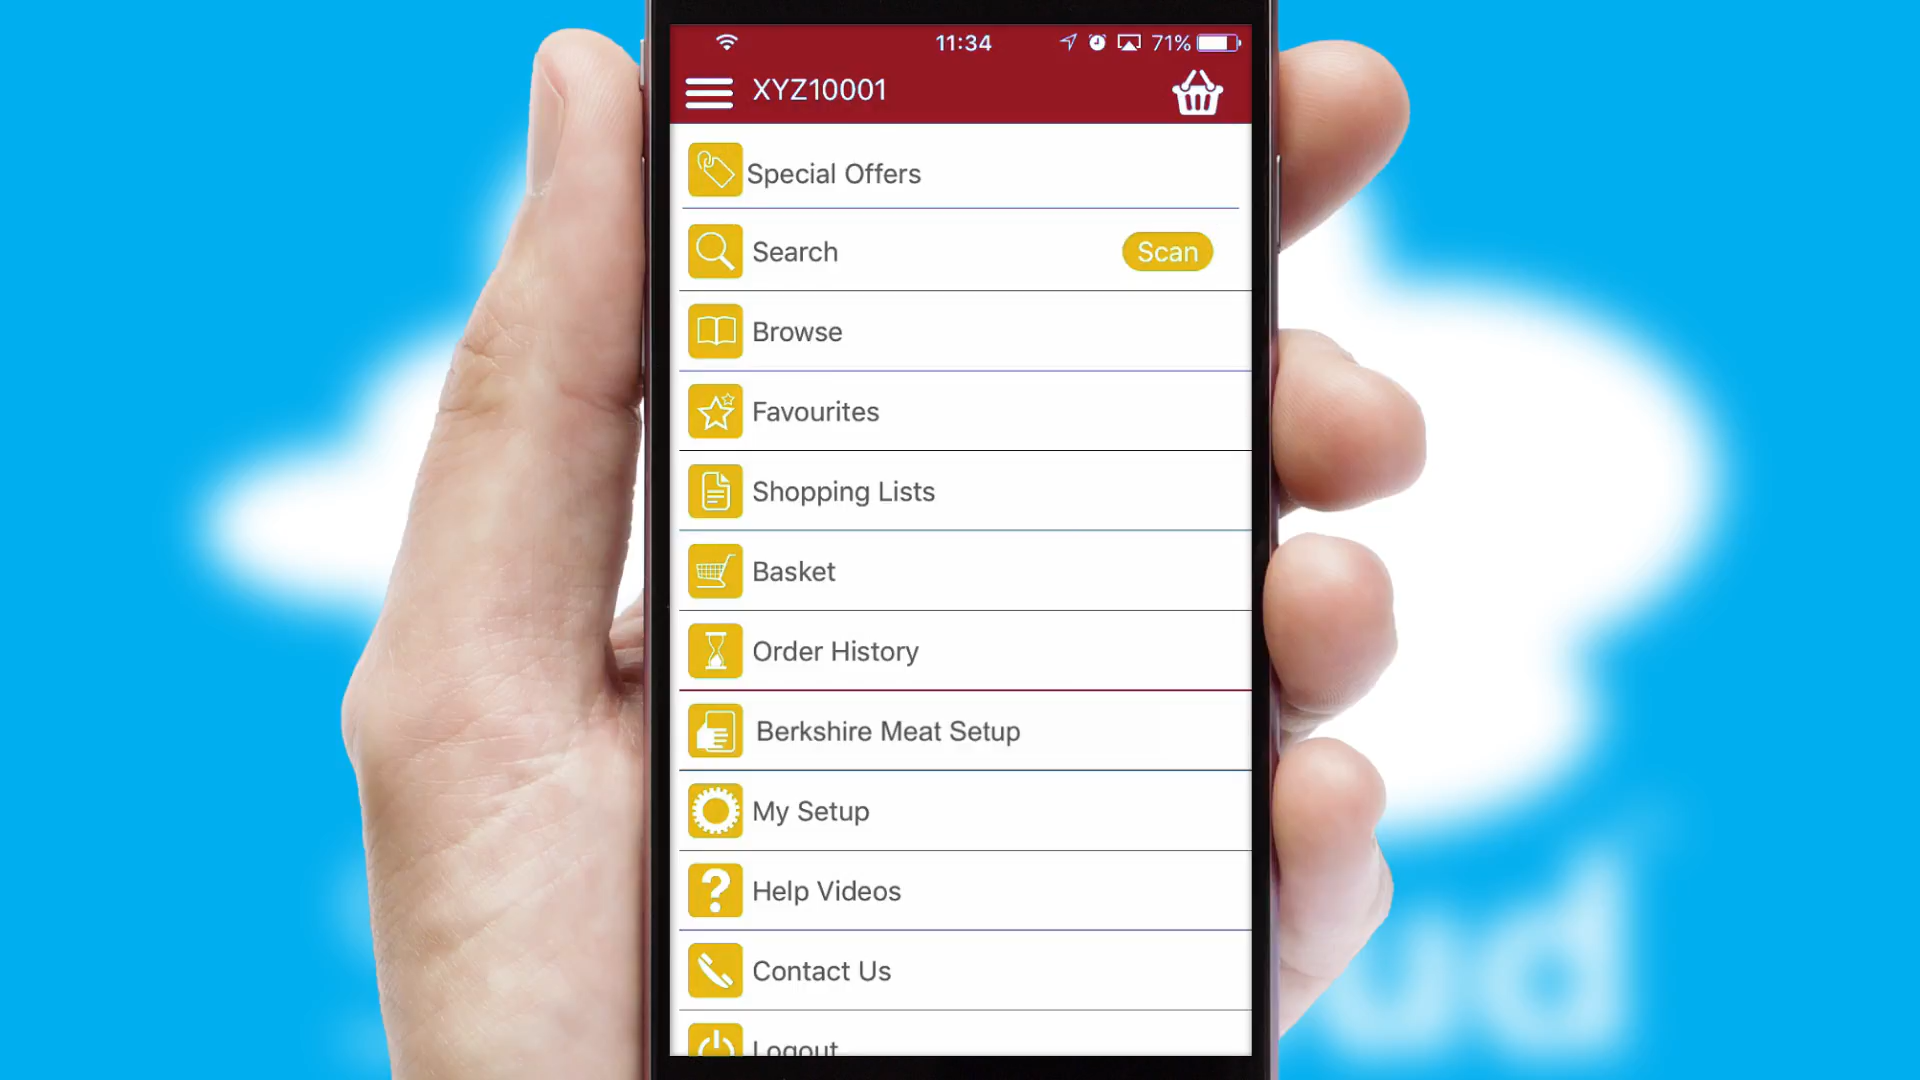 11:34
71%
XYZ10001
Special Offers
Search
Scan
Browse
Favourites
Shopping Lists
Basket
Order History
Berkshire Meat Setup
My Setup
Help Videos
Contact Us
Logout
ud